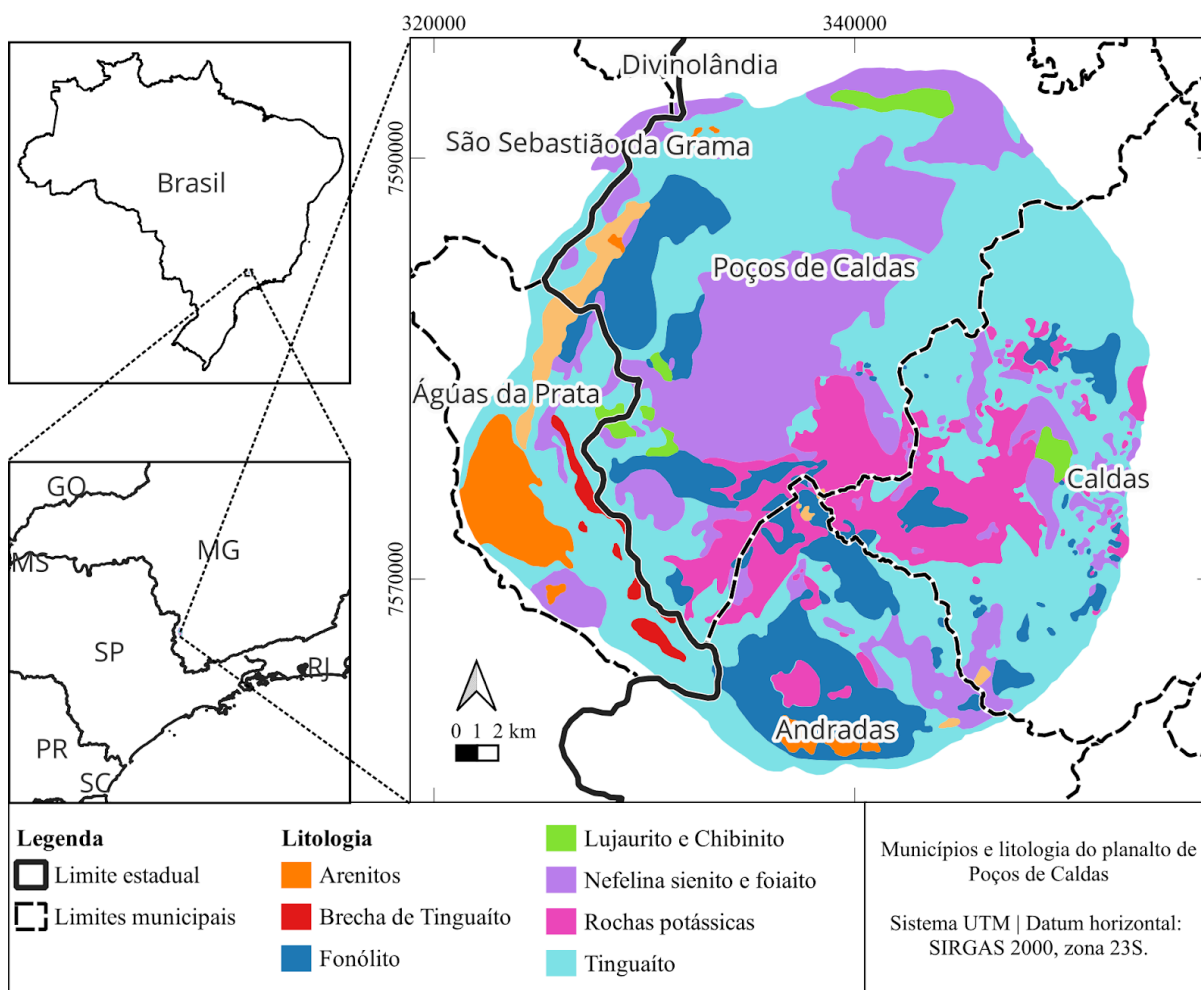 320000
340000
7590000
7570000
Brasil
GO
MS
MG
SP
RJ
PR
SC
Divinolândia
São Sebastião da Grama
Poços de Caldas
Águas da Prata
Caldas
Andradas
0 1 2 km
Legenda
Limite estadual
Limites municipais
Litologia
Arenitos
Brecha de Tinguaíto
Fonólito
Lujaurito e Chibinito
Nefelina sienito e foiaito
Rochas potássicas
Tinguaíto
Municípios e litologia do planalto de
Poços de Caldas
Sistema UTM | Datum horizontal:
SIRGAS 2000, zona 23S.